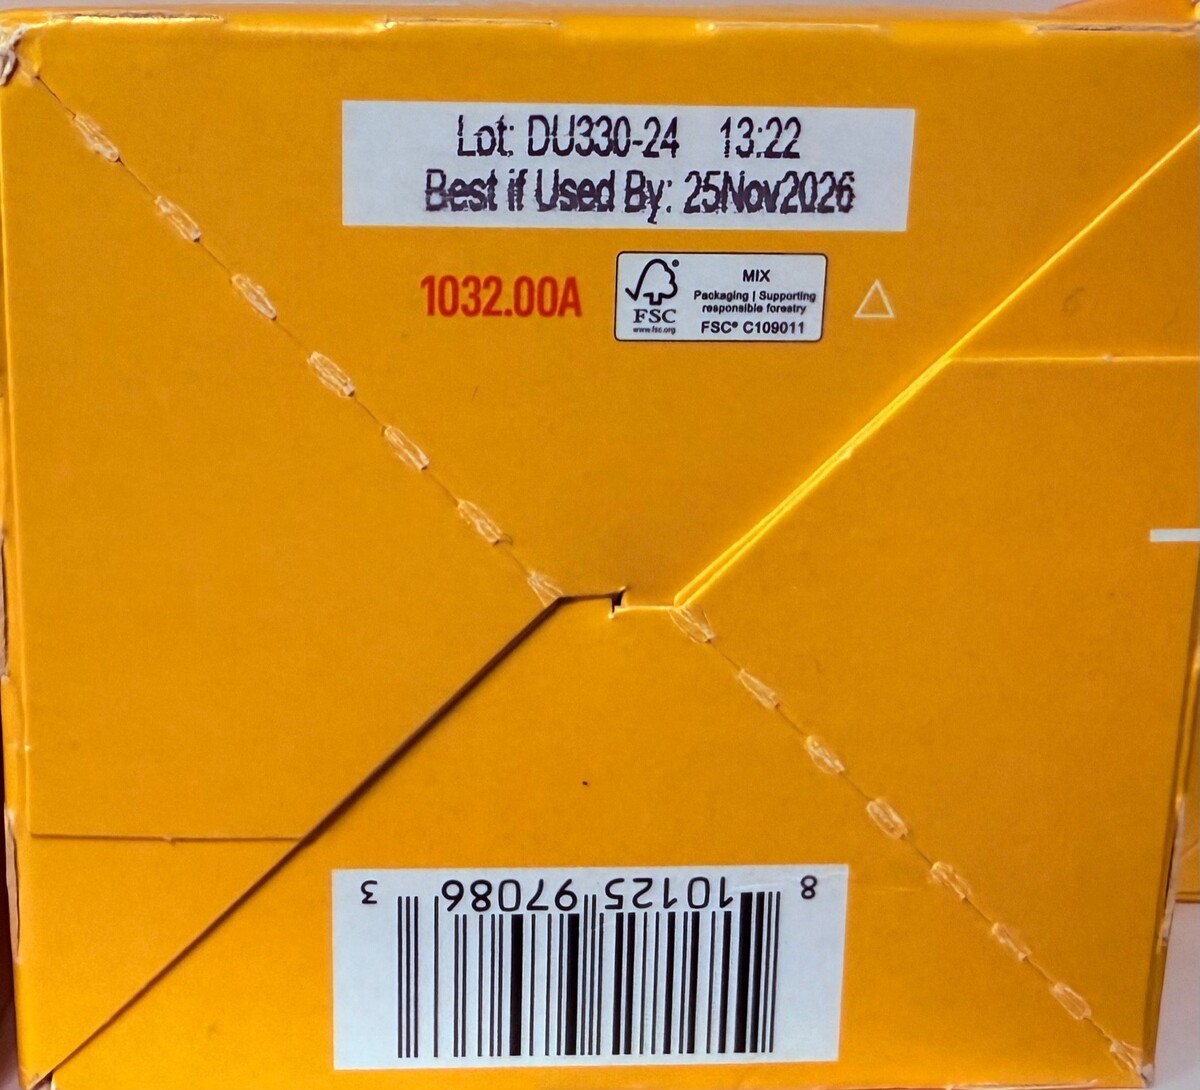 Lot: DU330-24 13:22
Best if Used By: 25Nov2026
1032.00A
FSC
www.fsc.org
MIX
Packaging | Supporting
responsible forestry
FSC® C109011
8 10125 97086 3